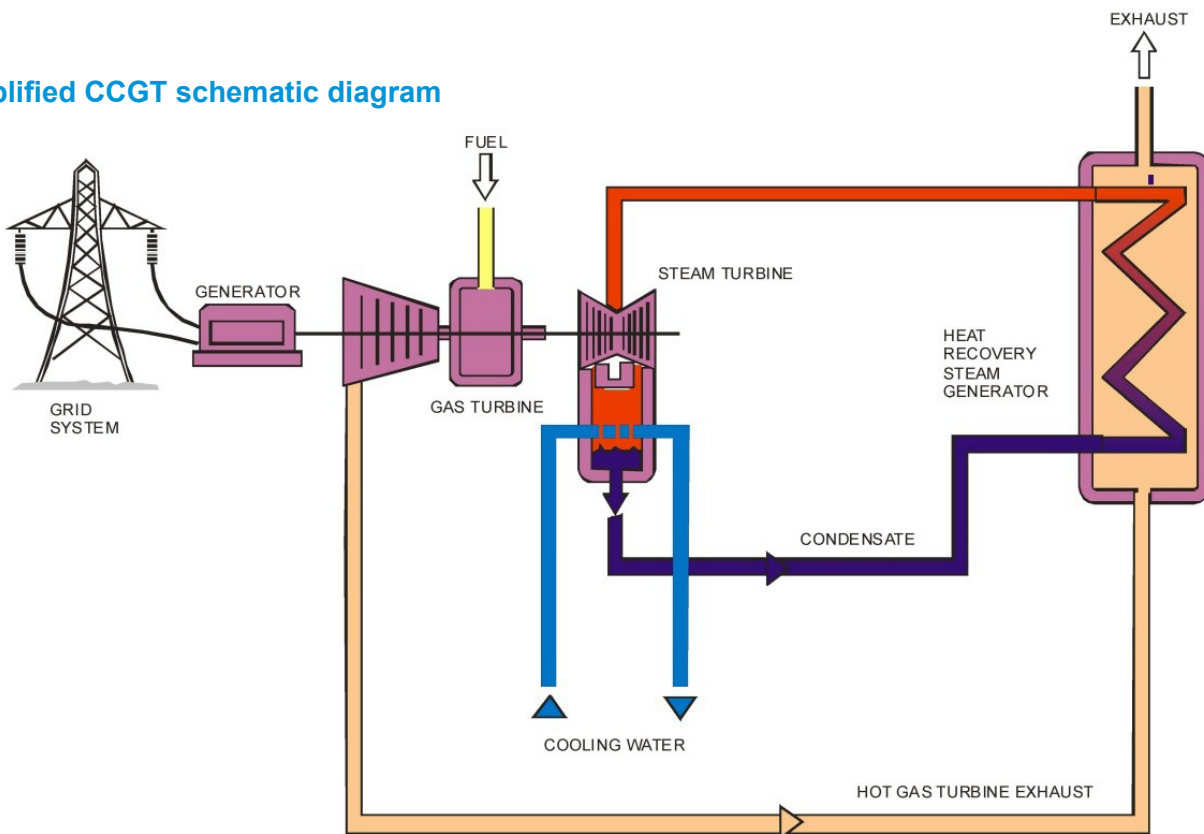 EXHAUST
plified CCGT schematic diagram
FUEL
STEAM TURBINE
GENERATOR
HEAT
RECOVERY
STEAM
GENERATOR
GAS TURBINE
GRID
SYSTEM
CONDENSATE
COOLING WATER
HOT GAS TURBINE EXHAUST